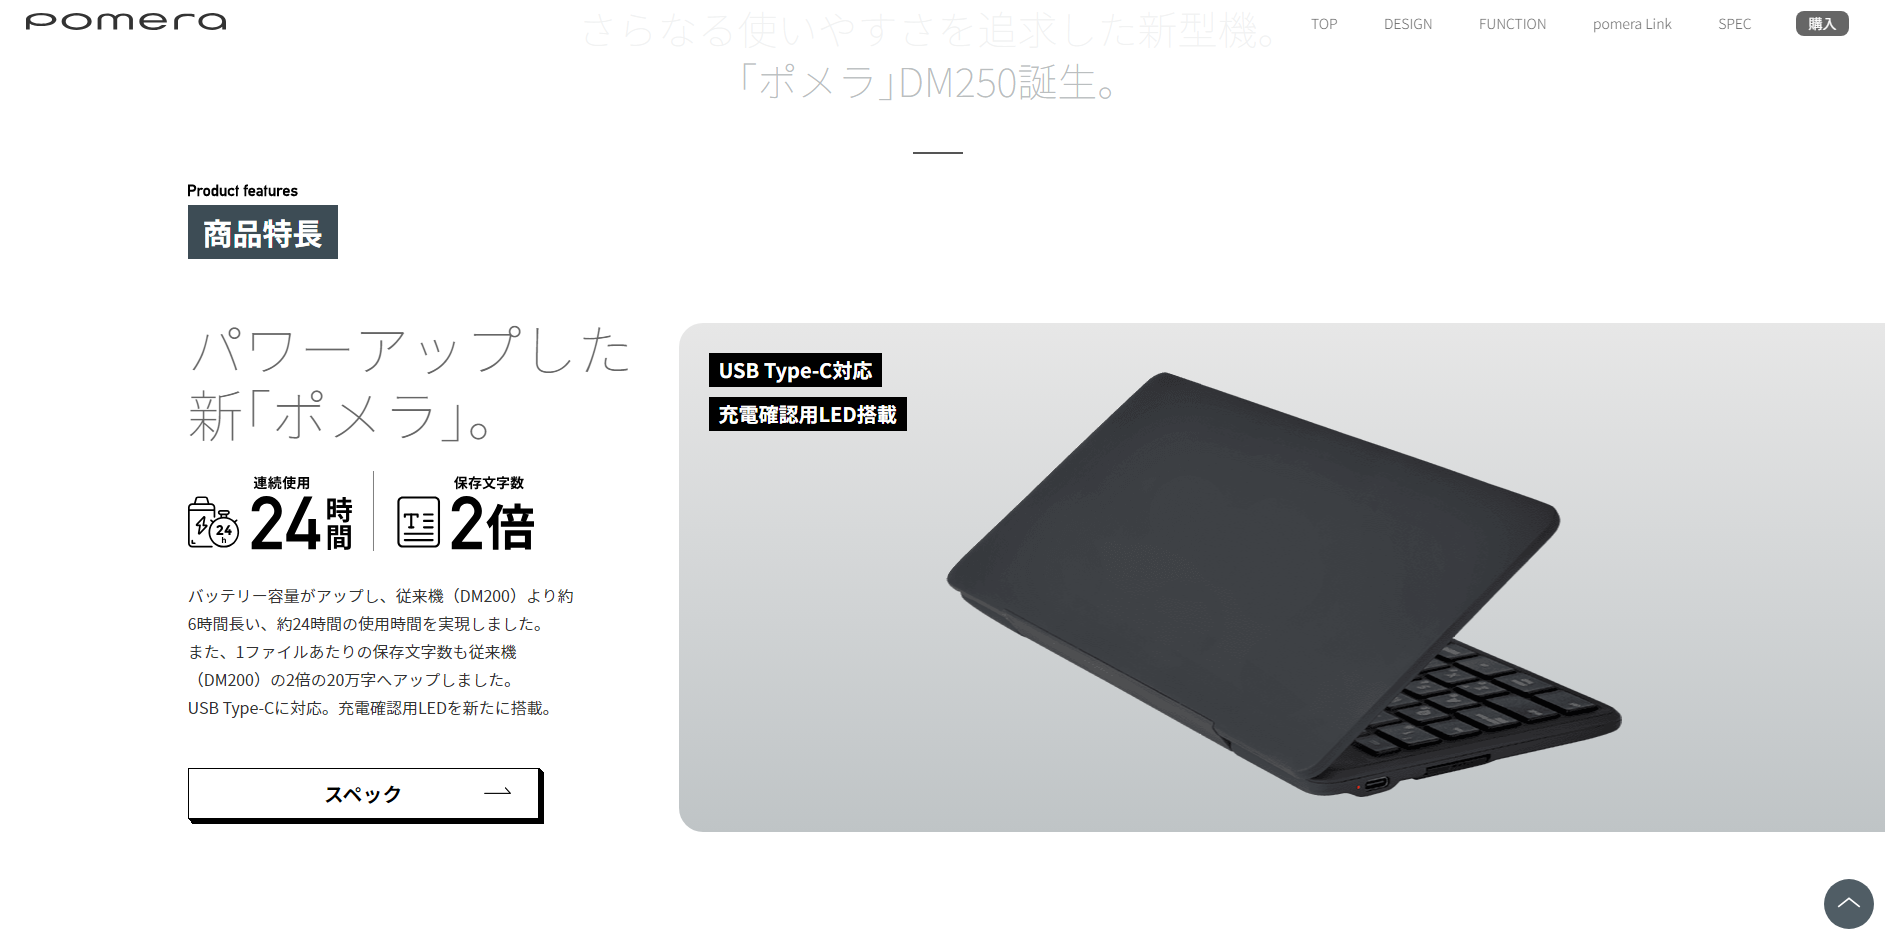 pomera
TOP
DESIGN
FUNCTION
pomera Link
SPEC
購入
さらなる使いやすさを追求した新型機。
「ポメラ」DM250誕生。
Product features
商品特長
パワーアップした
新「ポメラ」。
連続使用
24時間
24
h
保存文字数
2倍
T
バッテリー容量がアップし、従来機（DM200）より約
6時間長い、約24時間の使用時間を実現しました。
また、1ファイルあたりの保存文字数も従来機
（DM200）の2倍の20万字へアップしました。
USB Type-Cに対応。充電確認用LEDを新たに搭載。
スペック
USB Type-C対応
充電確認用LED搭載